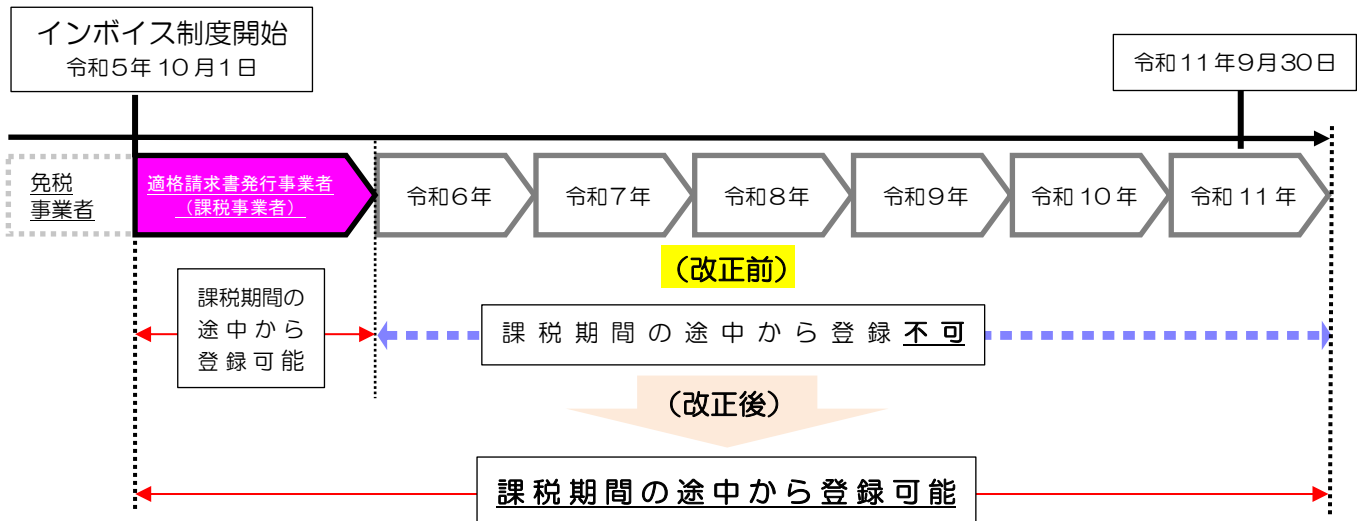 インボイス制度開始
令和5年10月1日
令和11年9月30日
免税
事業者
適格請求書発行事業者
（課税事業者）
令和6年
令和7年
令和8年
令和9年
令和10年
令和11年
（改正前）
課税期間の
途中から
登録可能
課税期間の途中から登録不可
（改正後）
課税期間の途中から登録可能